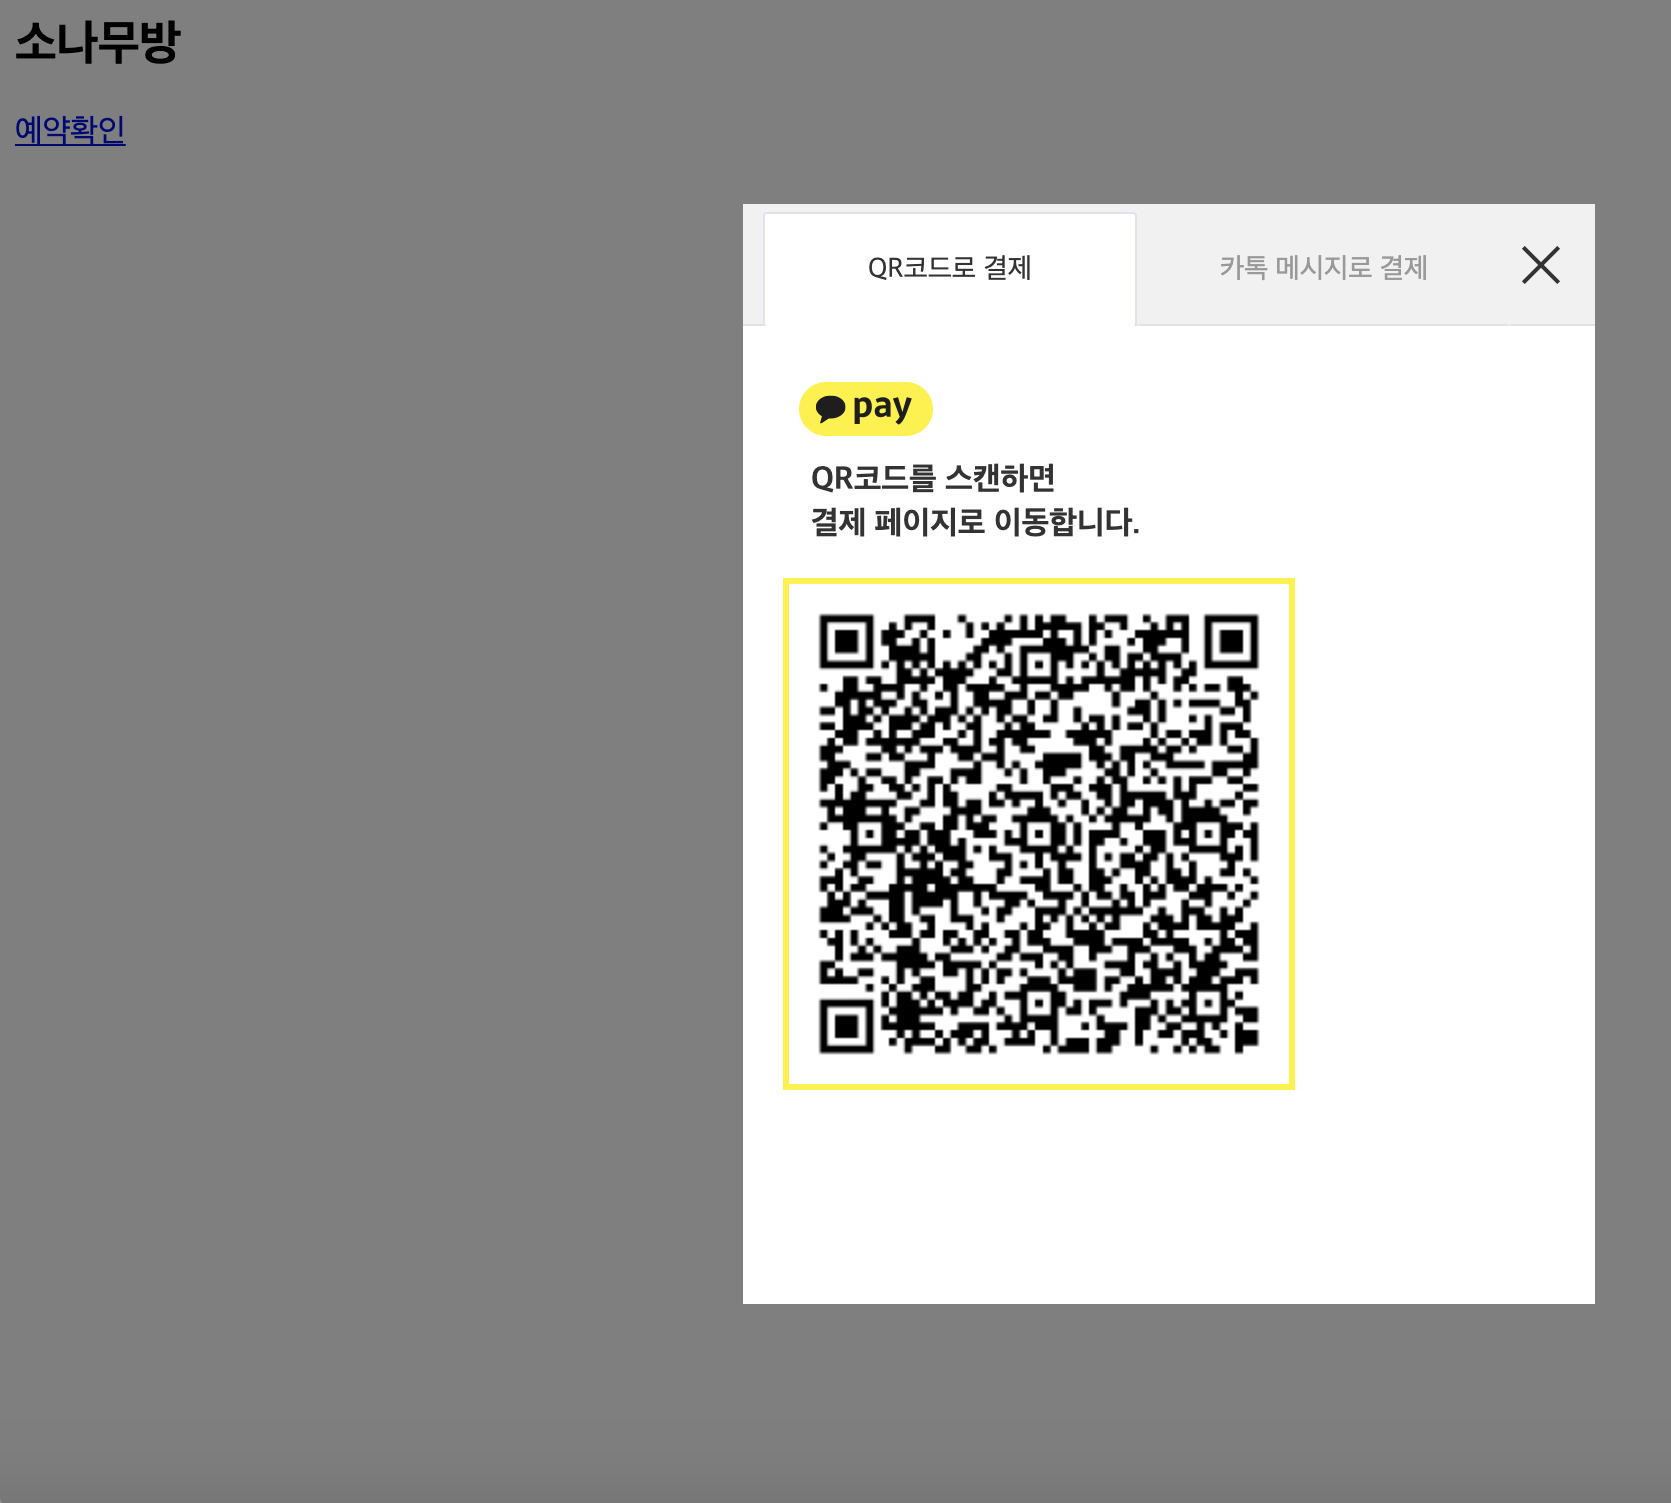 소나무방
예약확인
QR코드로 결제
카톡 메시지로 결제
pay
QR코드를 스캔하면
결제 페이지로 이동합니다.